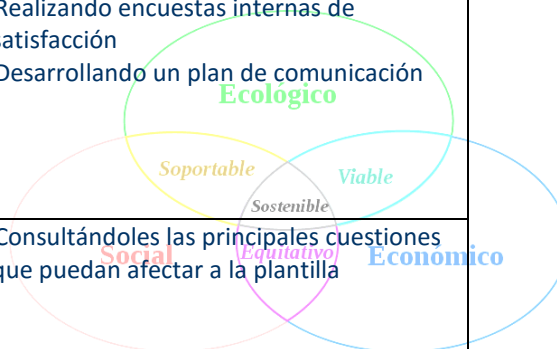 Realizando encuestas internas de
satisfacción
Desarrollando un plan de comunicación
Ecológico
Soportable
Viable
Sostenible
Consultándoles las principales cuestiones
que puedan afectar a la plantilla
Social
Equitativo
Económico